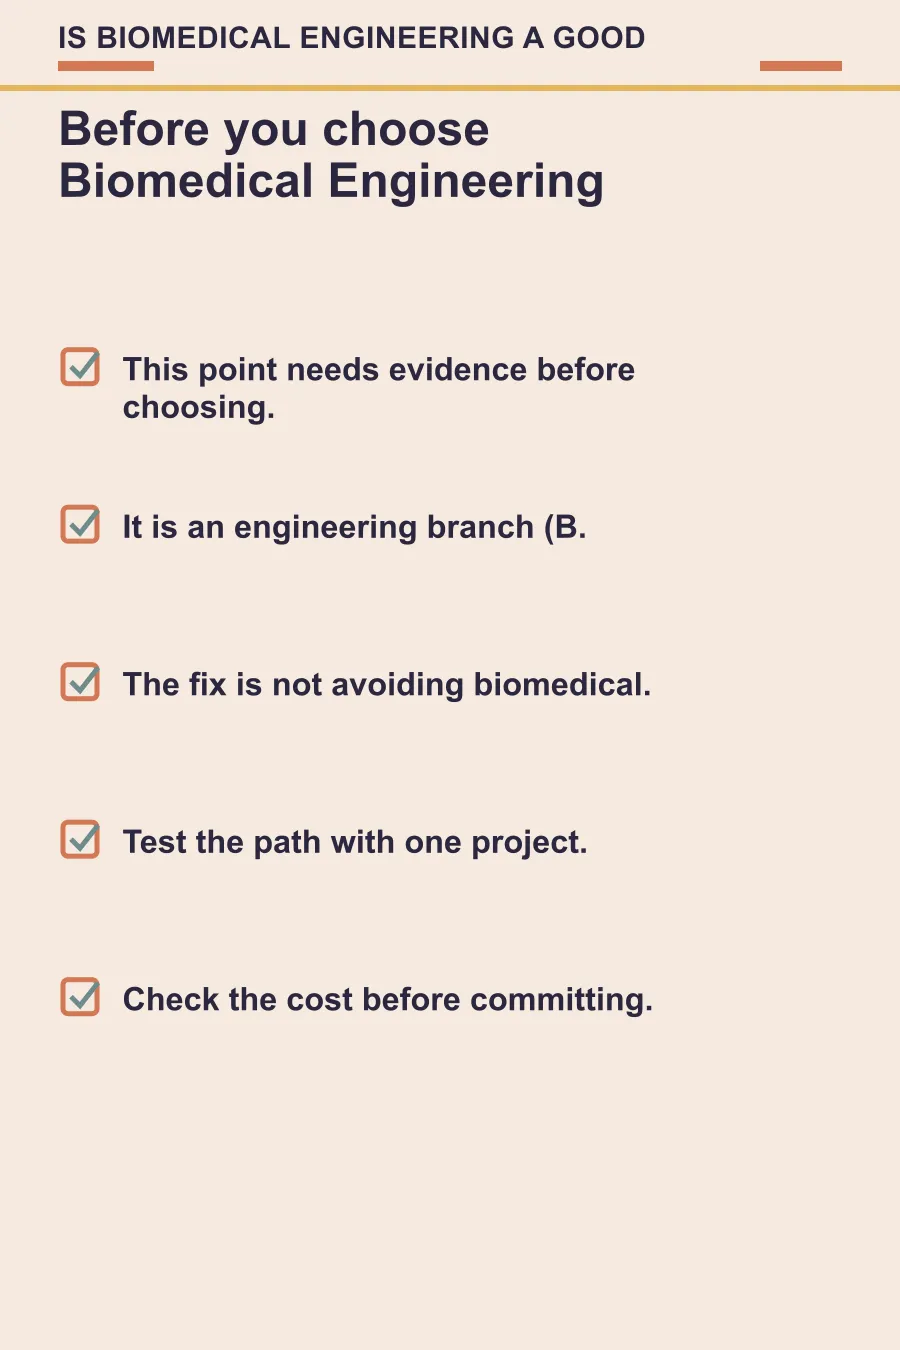 IS BIOMEDICAL ENGINEERING A GOOD
Before you choose
Biomedical Engineering
This point needs evidence before
choosing.
It is an engineering branch (B.
The fix is not avoiding biomedical.
Test the path with one project.
Check the cost before committing.